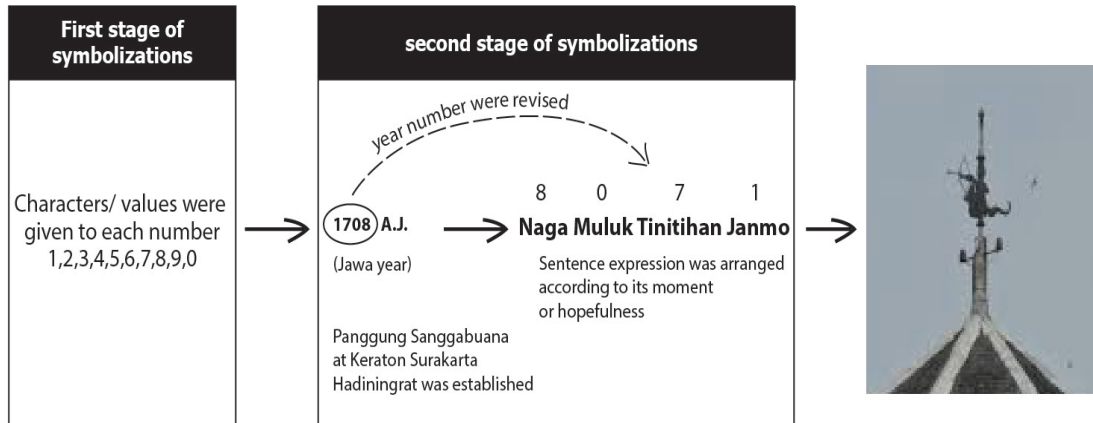 First stage of
symbolizations
Characters/ values were
given to each number
1,2,3,4,5,6,7,8,9,0
second stage of symbolizations
year number were revised
1708 A.J.
(Jawa year)
Panggung Sanggabuana
at Keraton Surakarta
Hadiningrat was established
8 0 7 1
Naga Muluk Tinitihan Janmo
Sentence expression was arranged
according to its moment
or hopefulness